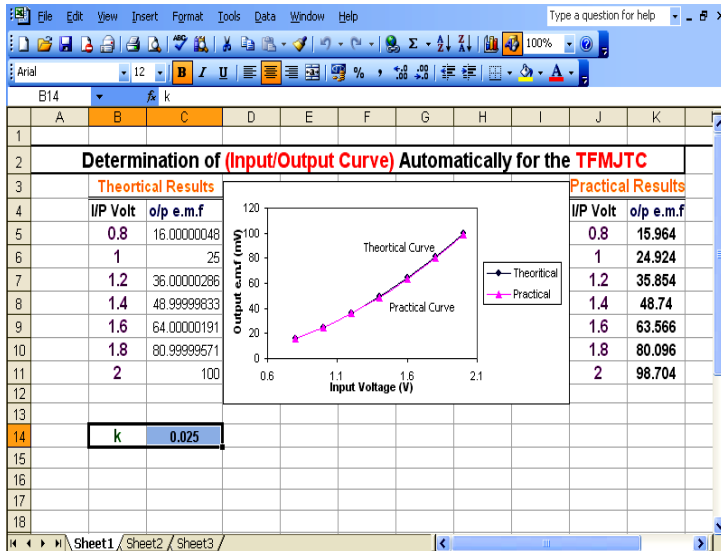 File Edit View Insert Format Tools Data Window Help Type a question for help
100%
Arial 12 B I U % ,
B14 fx k
A B C D E F G H I J K
1
2 Determination of (Input/Output Curve) Automatically for the TFMJTC
3 Theortical Results Practical Results
4 I/P Volt o/p e.m.f I/P Volt o/p e.m.f
5 0.8 16.00000048 0.8 15.964
6 1 25 1 24.924
7 1.2 36.00000286 1.2 35.854
8 1.4 48.99999833 1.4 48.74
9 1.6 64.00000191 1.6 63.566
10 1.8 80.99999571 1.8 80.096
11 2 100 2 98.704
12
13
14 k 0.025
15
16
17
18
Output e.m.f (mV)
120
100
80
60
40
20
0
0.6 1.1 1.6 2.1
Input Voltage (V)
Theortical Curve
Practical Curve
Theoritical
Practical
Sheet1 Sheet2 Sheet3